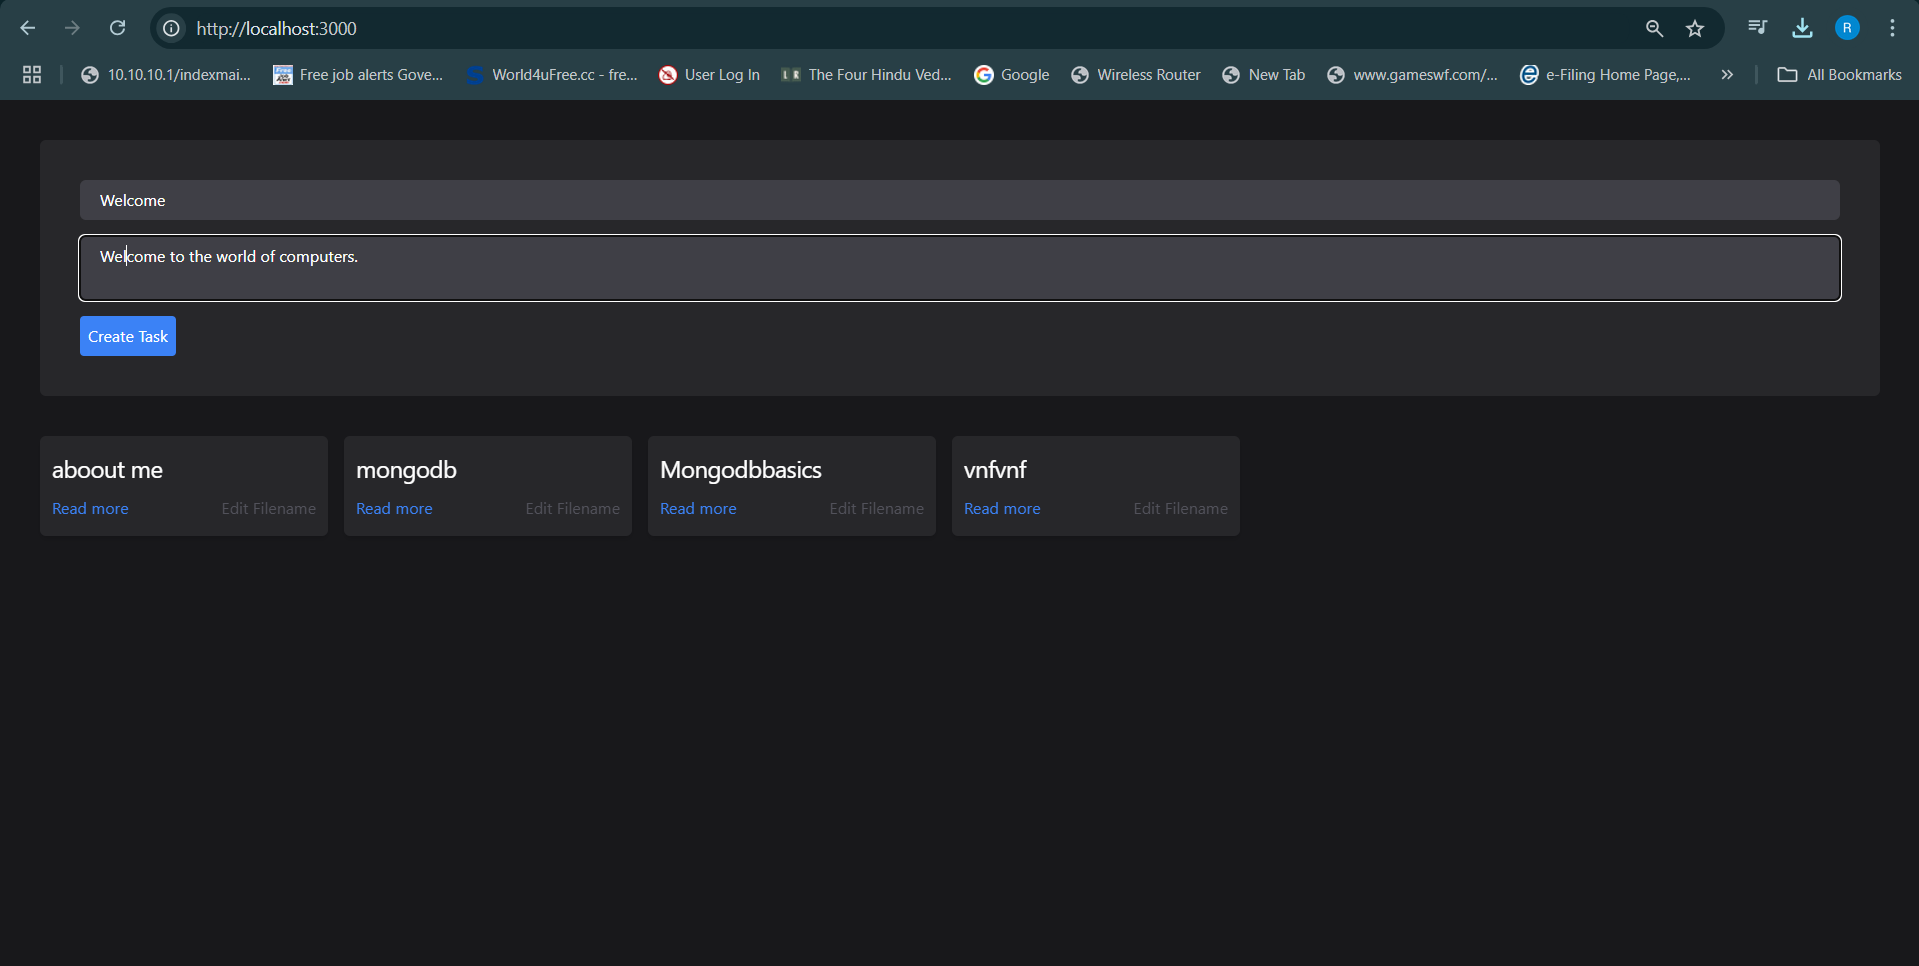 http://localhost:3000
R
10.10.10.1/indexmai...
Free job alerts Gove...
World4uFree.cc - fre...
User Log In
The Four Hindu Ved...
Google
Wireless Router
New Tab
www.gameswf.com/...
e-Filing Home Page,...
All Bookmarks
Welcome
Welcome to the world of computers.
Create Task
aboout me
Read more
Edit Filename
mongodb
Read more
Edit Filename
Mongodbbasics
Read more
Edit Filename
vnfvnf
Read more
Edit Filename